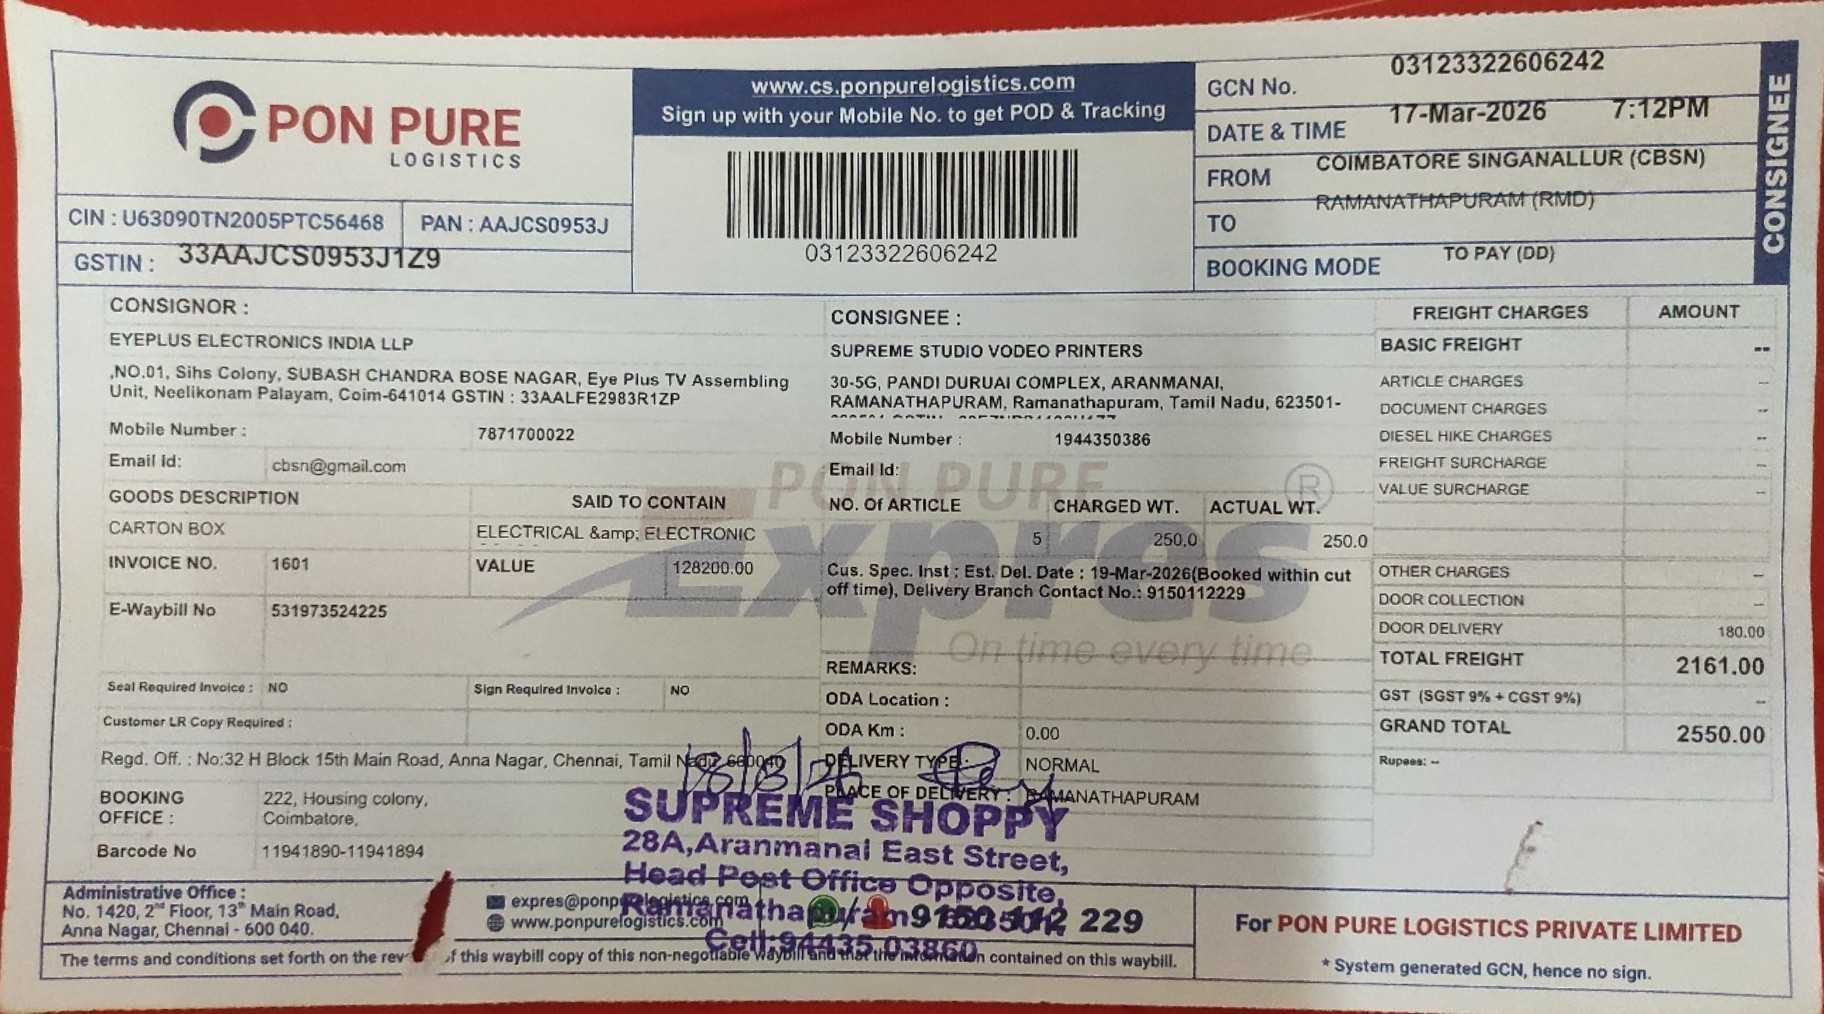 PON PURE
LOGISTICS
CIN : U63090TN2005PTC56468
PAN : AAJCS0953J
GSTIN : 33AAJCS0953J1Z9
www.cs.ponpurelogistics.com
Sign up with your Mobile No. to get POD & Tracking
03123322606242
GCN No. 03123322606242
DATE & TIME 17-Mar-2026 7:12PM
FROM COIMBATORE SINGANALLUR (CBSN)
TO RAMANATHAPURAM (RMD)
BOOKING MODE TO PAY (DD)
CONSIGNEE
CONSIGNOR :
EYEPLUS ELECTRONICS INDIA LLP
,NO.01, Sihs Colony, SUBASH CHANDRA BOSE NAGAR, Eye Plus TV Assembling
Unit, Neelikonam Palayam, Coim-641014 GSTIN : 33AALFE2983R1ZP
Mobile Number : 7871700022
Email Id: cbsn@gmail.com
GOODS DESCRIPTION SAID TO CONTAIN
CARTON BOX ELECTRICAL &amp; ELECTRONIC
INVOICE NO. 1601 VALUE 128200.00
E-Waybill No 531973524225
Seal Required Invoice : NO Sign Required Invoice : NO
Customer LR Copy Required :
Regd. Off. : No:32 H Block 15th Main Road, Anna Nagar, Chennai, Tamil Nadu, 600040
BOOKING OFFICE : 222, Housing colony,
Coimbatore,
Barcode No 11941890-11941894
CONSIGNEE :
SUPREME STUDIO VODEO PRINTERS
30-5G, PANDI DURUAI COMPLEX, ARANMANAI,
RAMANATHAPURAM, Ramanathapuram, Tamil Nadu, 623501-
Mobile Number : 1944350386
Email Id:
NO. Of ARTICLE CHARGED WT. ACTUAL WT.
5 250.0 250.0
Cus. Spec. Inst : Est. Del. Date : 19-Mar-2026(Booked within cut
off time), Delivery Branch Contact No.: 9150112229
REMARKS:
ODA Location :
ODA Km : 0.00
DELIVERY TYPE : NORMAL
PLACE OF DELIVERY : RAMANATHAPURAM
PON PURE
Expres
®
On time every time
FREIGHT CHARGES AMOUNT
BASIC FREIGHT --
ARTICLE CHARGES --
DOCUMENT CHARGES --
DIESEL HIKE CHARGES --
FREIGHT SURCHARGE --
VALUE SURCHARGE --
OTHER CHARGES --
DOOR COLLECTION --
DOOR DELIVERY 180.00
TOTAL FREIGHT 2161.00
GST (SGST 9% + CGST 9%) --
GRAND TOTAL 2550.00
Rupees: --
SUPREME SHOPPY
28A,Aranmanai East Street,
Head Post Office Opposite,
Cell:94435 03860
Administrative Office :
No. 1420, 2nd Floor, 13th Main Road,
Anna Nagar, Chennai - 600 040.
www.ponpurelogistics.com
9150 112 229
For PON PURE LOGISTICS PRIVATE LIMITED
* System generated GCN, hence no sign.
The terms and conditions set forth on the of this waybill copy of this non-negotiable waybill and that the information contained on this waybill.